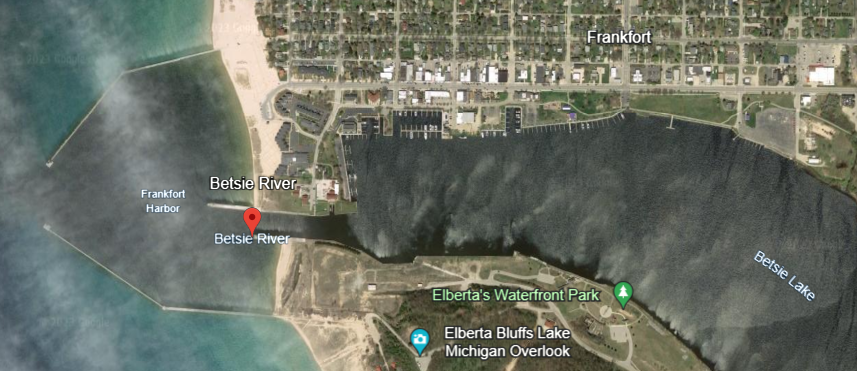 Frankfort
Betsie River
Frankfort
Harbor
Betsie River
Betsie Lake
Elberta's Waterfront Park
Elberta Bluffs Lake
Michigan Overlook